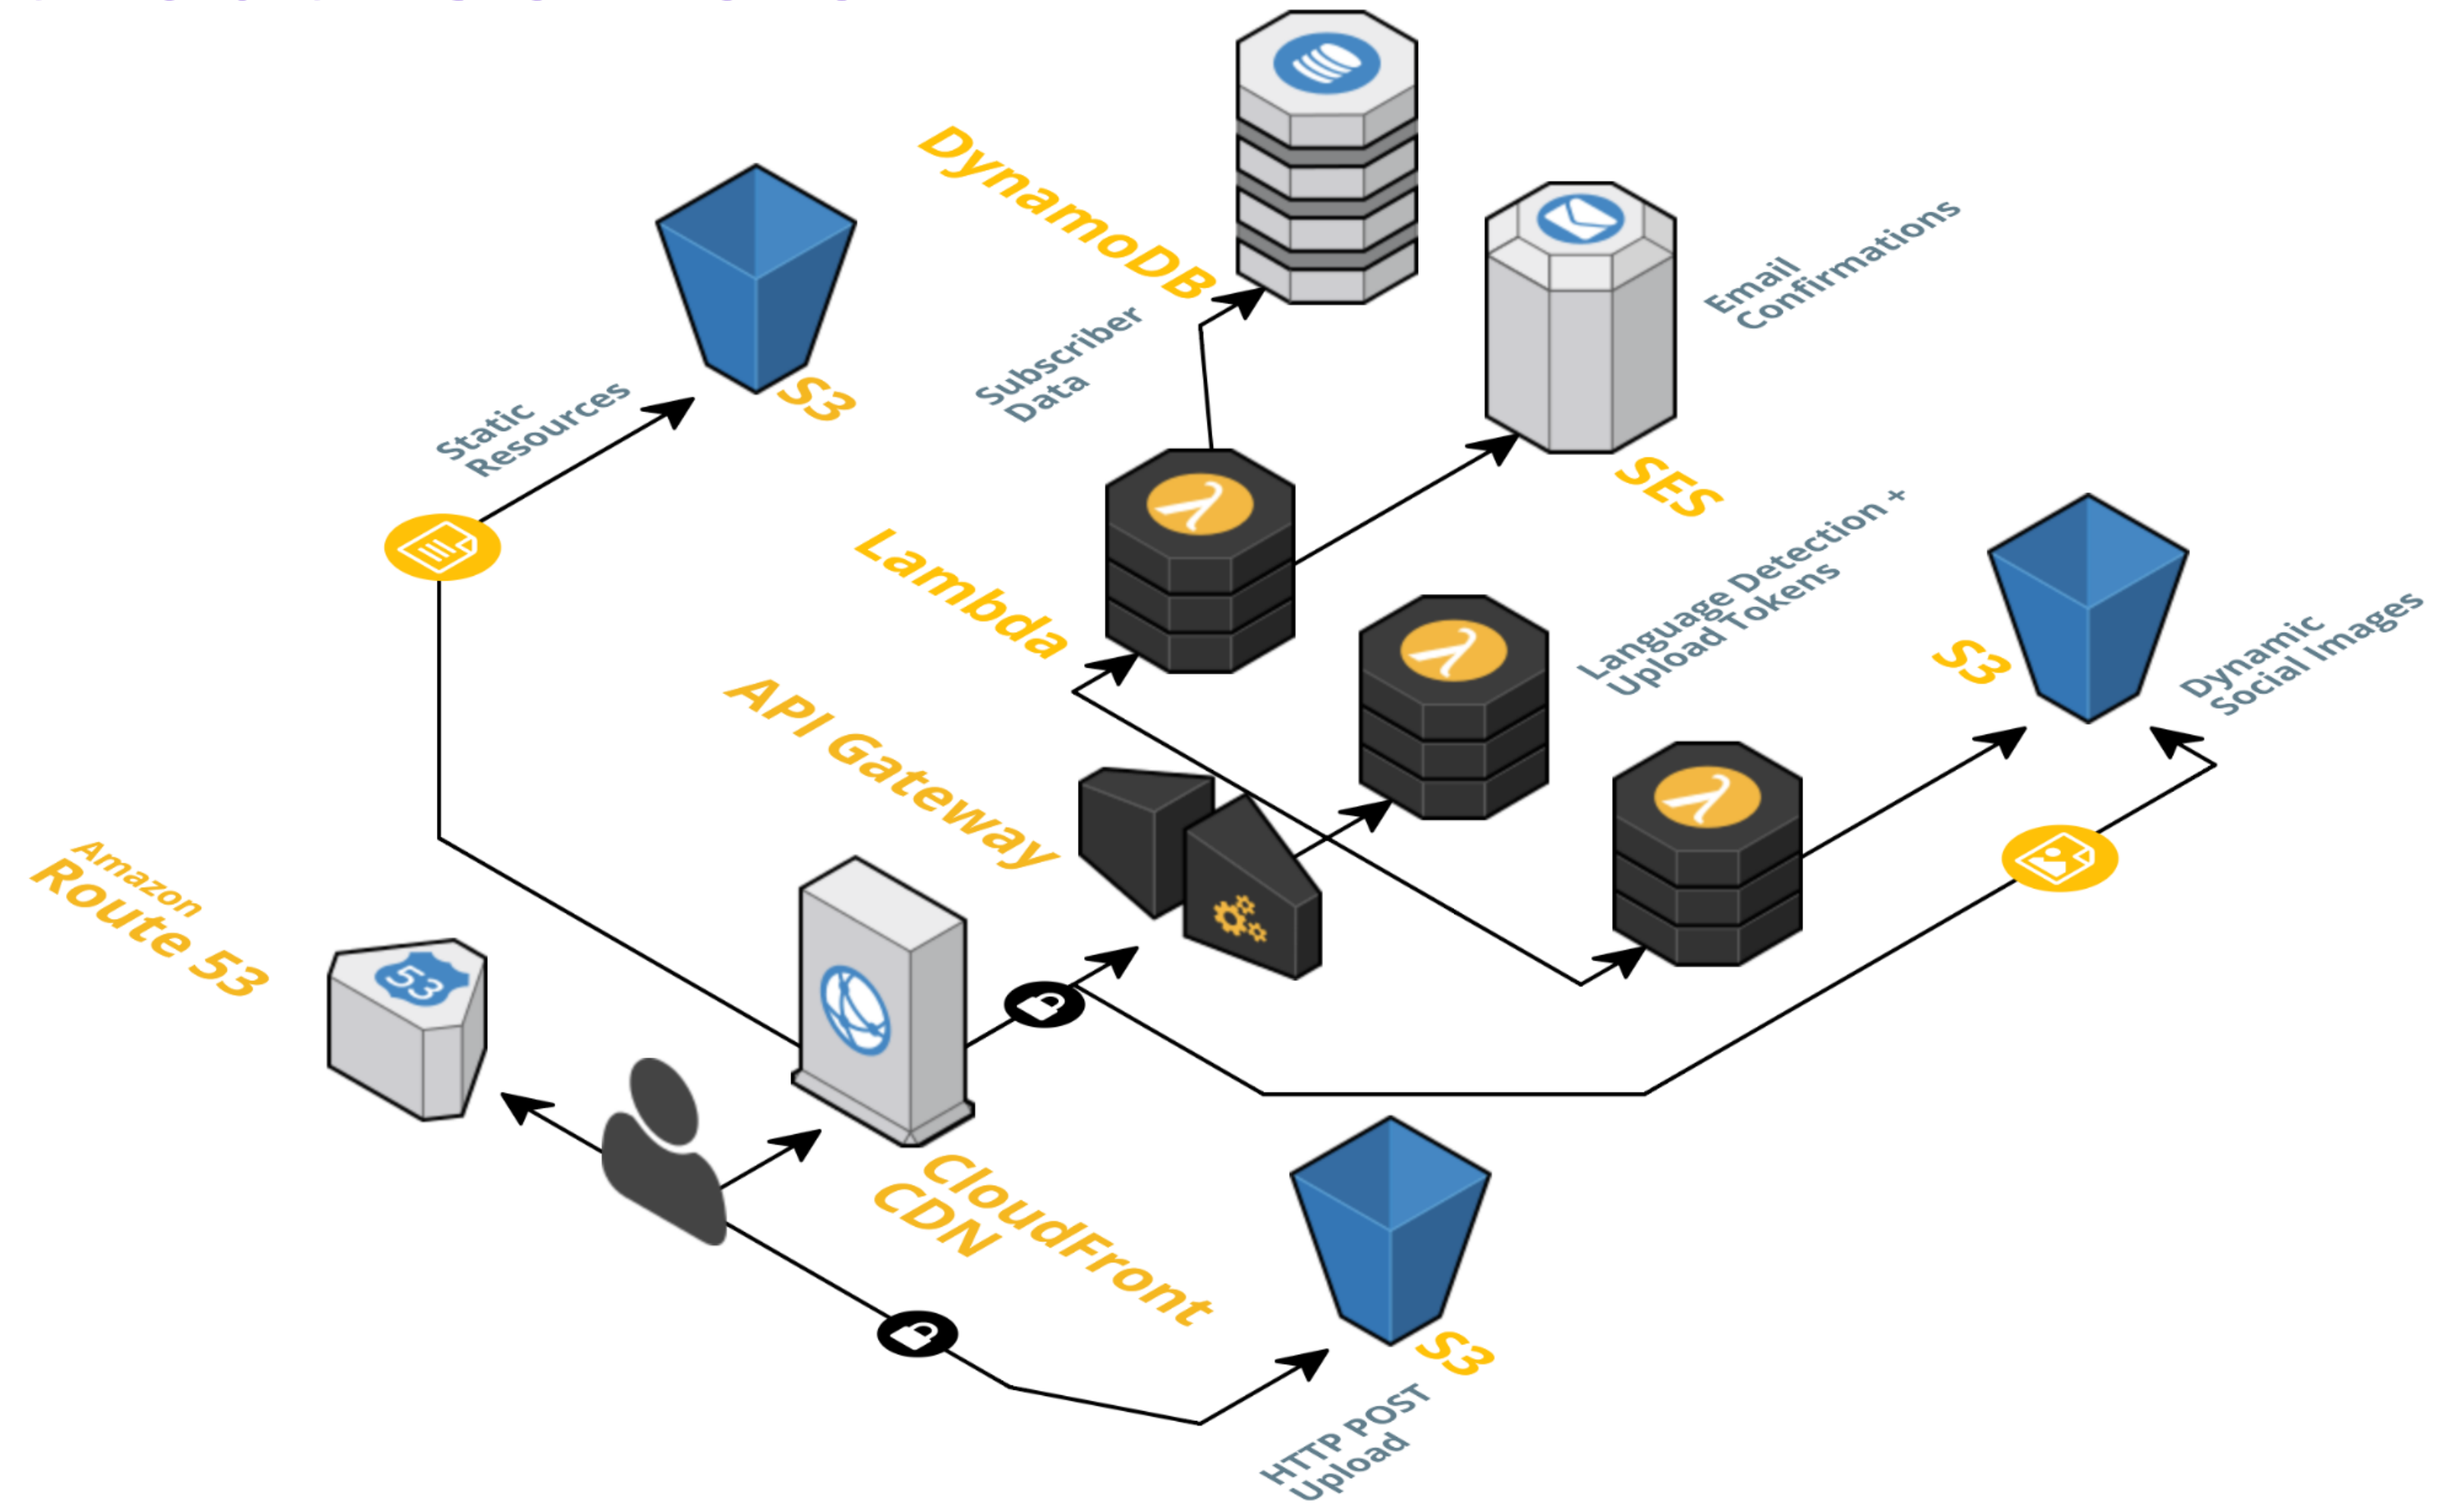 DynamoDB
Subscriber
Data
Email
Confirmations
SES
Static
Resources
S3
Lambda
Language Detection +
Upload Tokens
S3
Dynamic
Social Images
API Gateway
Amazon
Route 53
53
CloudFront
CDN
S3
HTTP POST
Upload